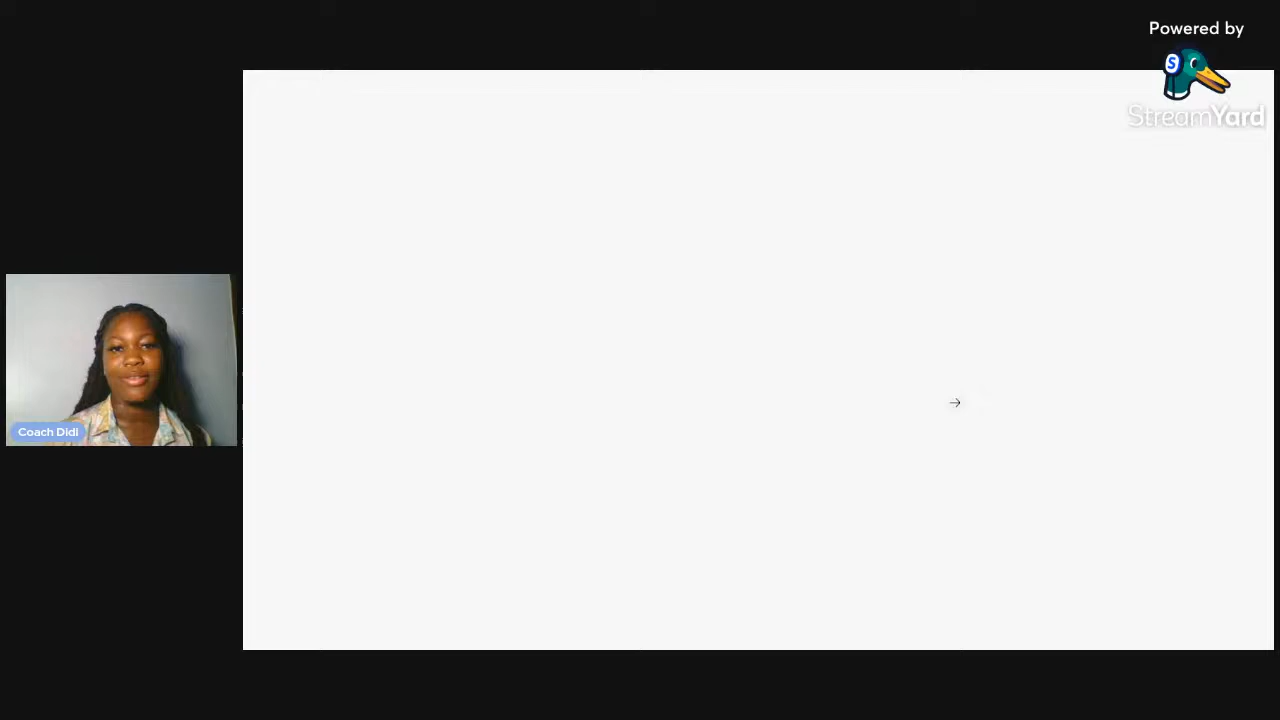 Powered by
S
StreamYard
→
Coach Didi